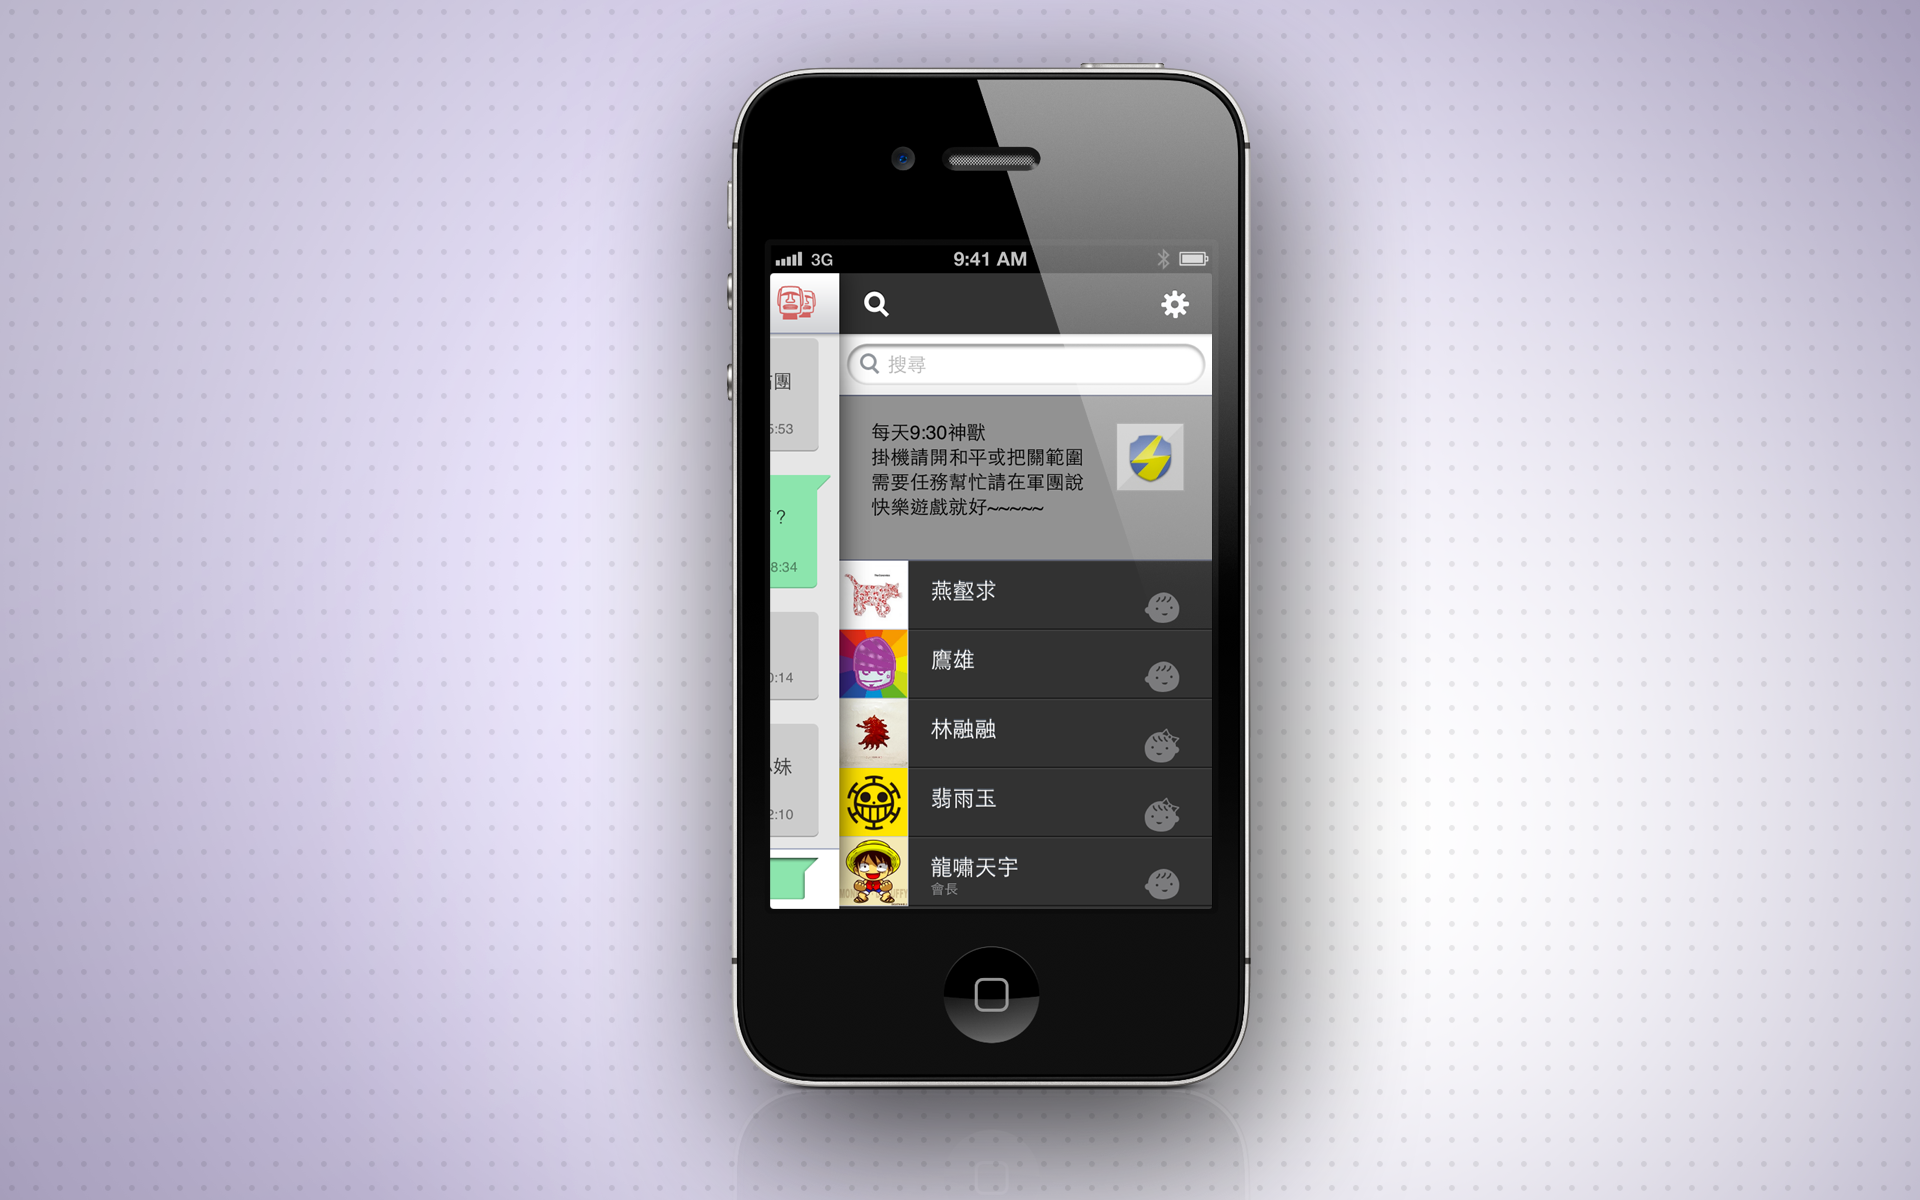 3G
9:41 AM
搜尋
團
5:53
每天9:30神獸
掛機請開和平或把關範圍
需要任務幫忙請在軍團說
快樂遊戲就好~~~~~
?
8:34
燕壑求
鷹雄
0:14
林融融
妹
翡雨玉
2:10
龍嘯天宇
會長